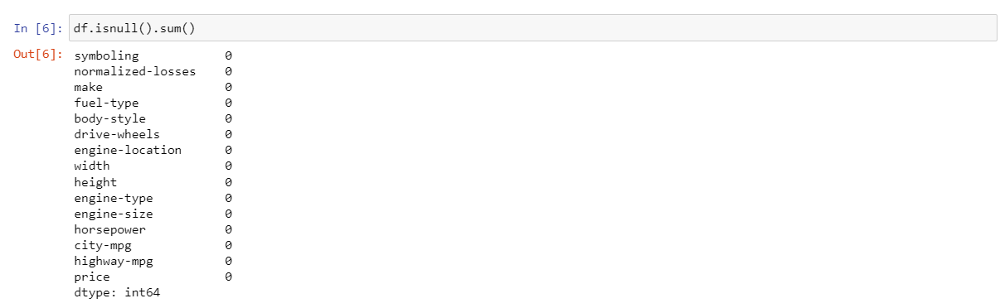 In [6]: df.isnull().sum()
Out[6]: symboling 0
normalized-losses 0
make 0
fuel-type 0
body-style 0
drive-wheels 0
engine-location 0
width 0
height 0
engine-type 0
engine-size 0
horsepower 0
city-mpg 0
highway-mpg 0
price 0
dtype: int64